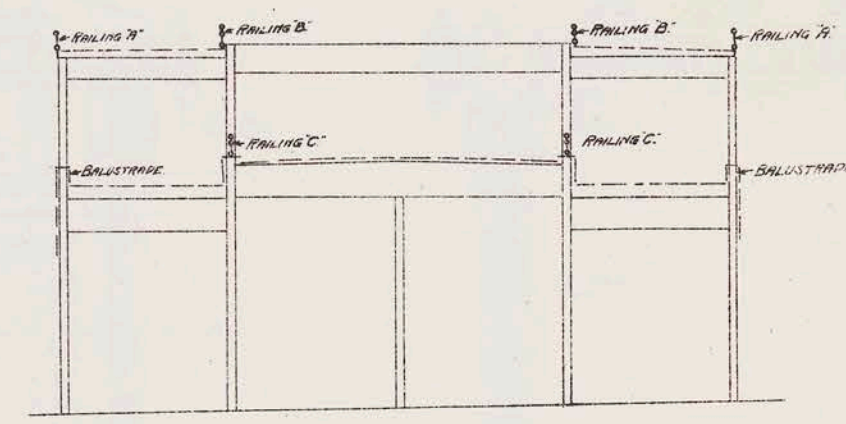 RAILING "A"
RAILING "B"
RAILING "B."
RAILING "A".
RAILING "C"
RAILING "C".
BALUSTRADE.
BALUSTRADE